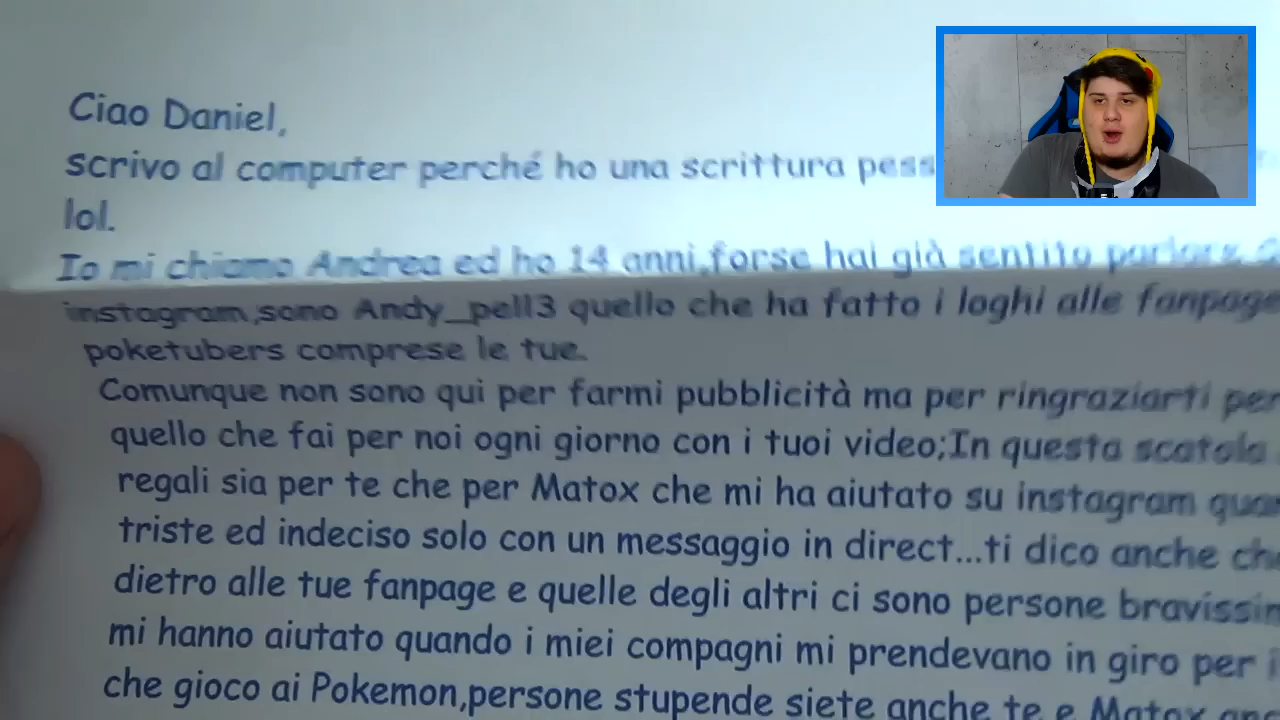 Ciao Daniel,
scrivo al computer perché ho una scrittura
lol.
Io mi chiamo Andrea ed ho 14 anni,forse hai già sentito parlare
instagram,sono Andy_pell3 quello che ha fatto i loghi alle fanpage
poketubers comprese le tue.
Comunque non sono qui per farmi pubblicità ma per ringraziarti per
quello che fai per noi ogni giorno con i tuoi video;In questa scatola
regali sia per te che per Matox che mi ha aiutato su instagram
triste ed indeciso solo con un messaggio in direct...ti dico anche
dietro alle tue fanpage e quelle degli altri ci sono persone
mi hanno aiutato quando i miei compagni mi prendevano in giro per
che gioco ai Pokemon,persone stupende siete anche te e Matox